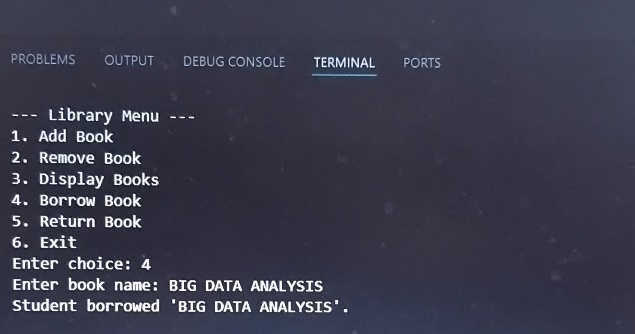 PROBLEMS OUTPUT DEBUG CONSOLE TERMINAL PORTS
--- Library Menu ---
1. Add Book
2. Remove Book
3. Display Books
4. Borrow Book
5. Return Book
6. Exit
Enter choice: 4
Enter book name: BIG DATA ANALYSIS
Student borrowed 'BIG DATA ANALYSIS'.